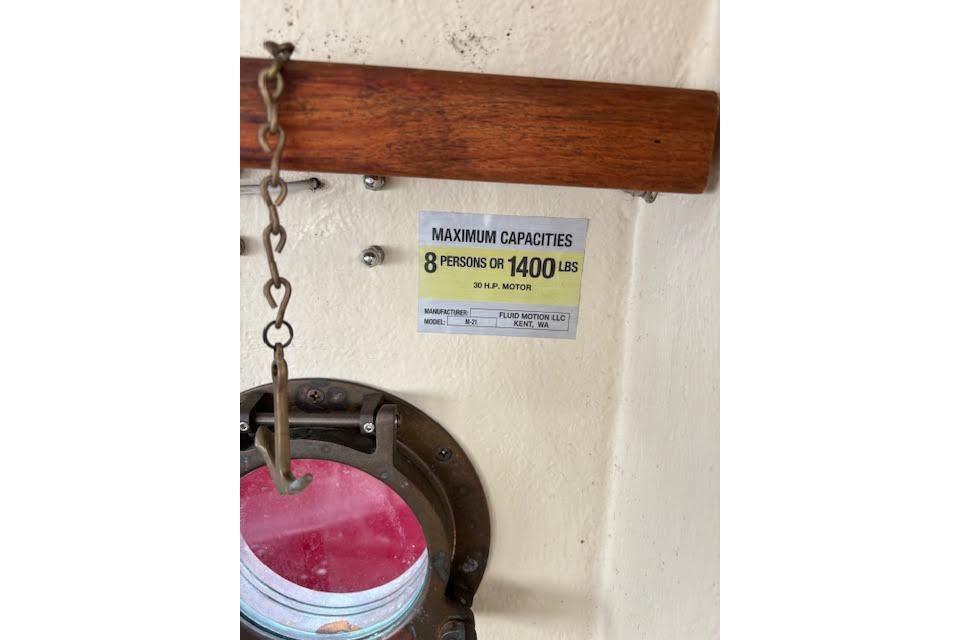 MAXIMUM CAPACITIES
8 PERSONS OR 1400 LBS
30 H.P. MOTOR
MANUFACTURER: FLUID MOTION LLC
MODEL: M-21 KENT, WA